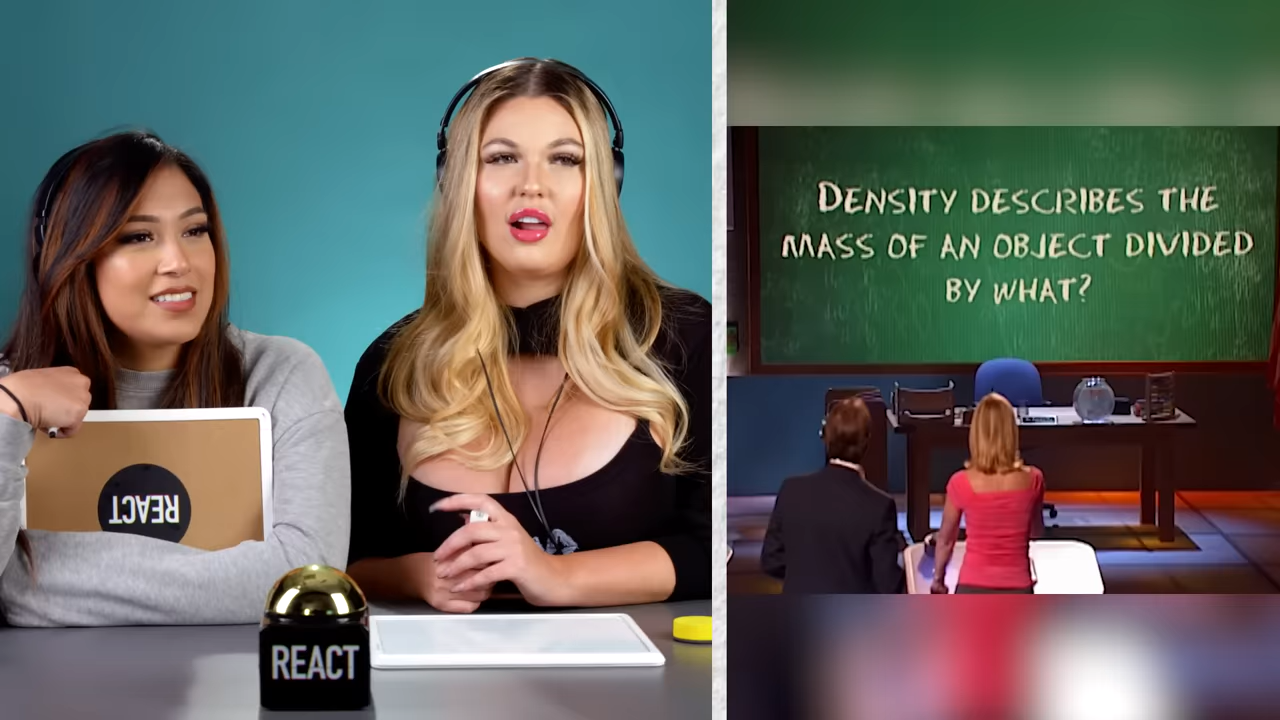 REACT
REACT
DENSITY DESCRIBES THE
MASS OF AN OBJECT DIVIDED
BY WHAT?